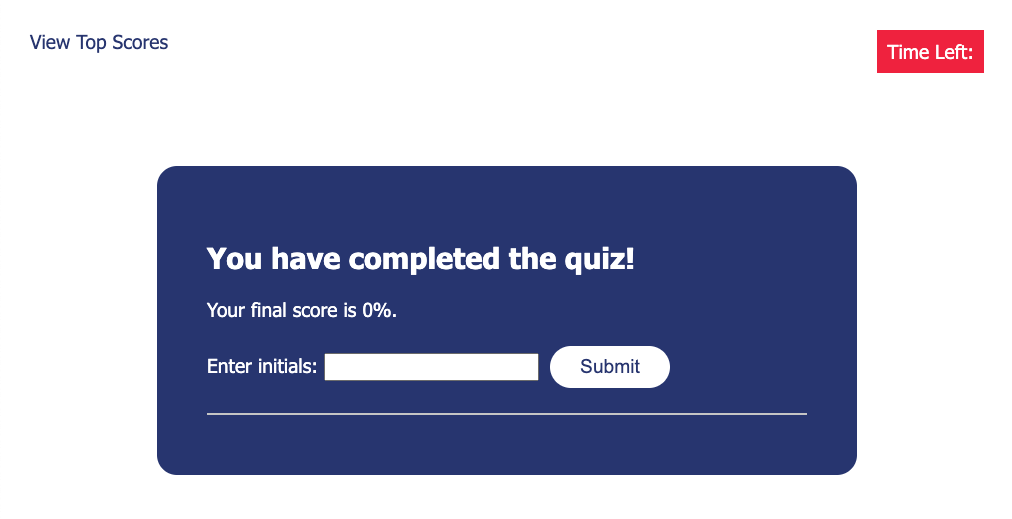 View Top Scores
Time Left:
You have completed the quiz!
Your final score is 0%.
Enter initials:
Submit